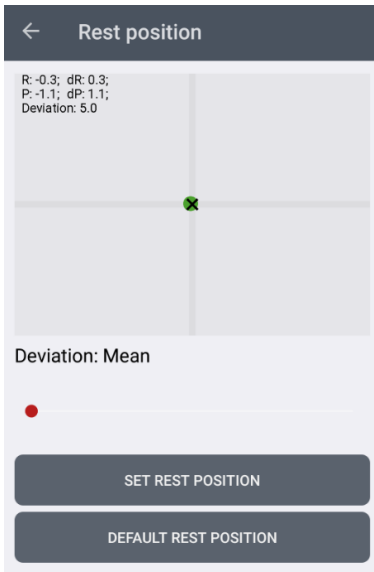 Rest position
R: -0.3; dR: 0.3;
P: -1.1; dP: 1.1;
Deviation: 5.0
Deviation: Mean
SET REST POSITION
DEFAULT REST POSITION